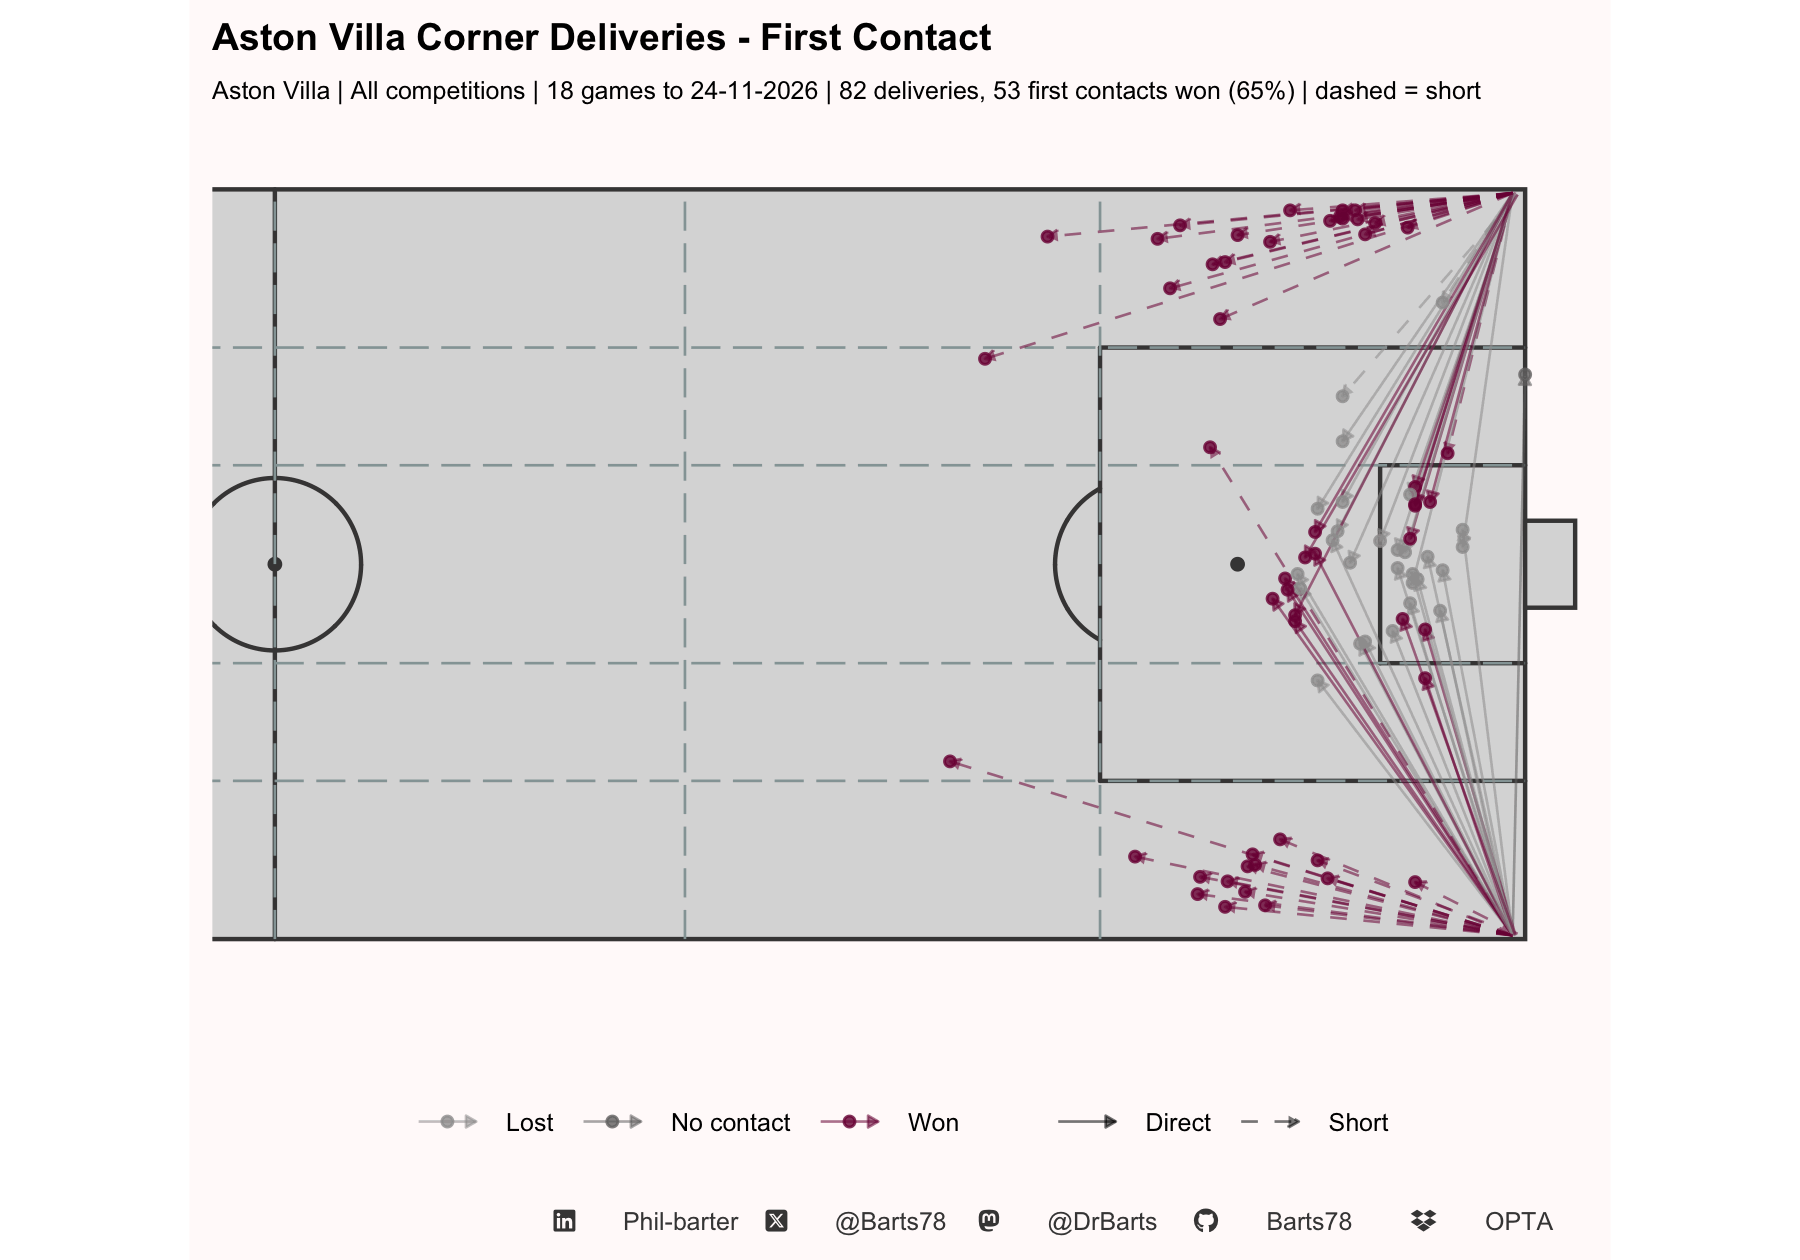 Aston Villa Corner Deliveries - First Contact
Aston Villa | All competitions | 18 games to 24-11-2026 | 82 deliveries, 53 first contacts won (65%) | dashed = short
Lost No contact Won Direct Short
Phil-barter @Barts78 @DrBarts Barts78 OPTA